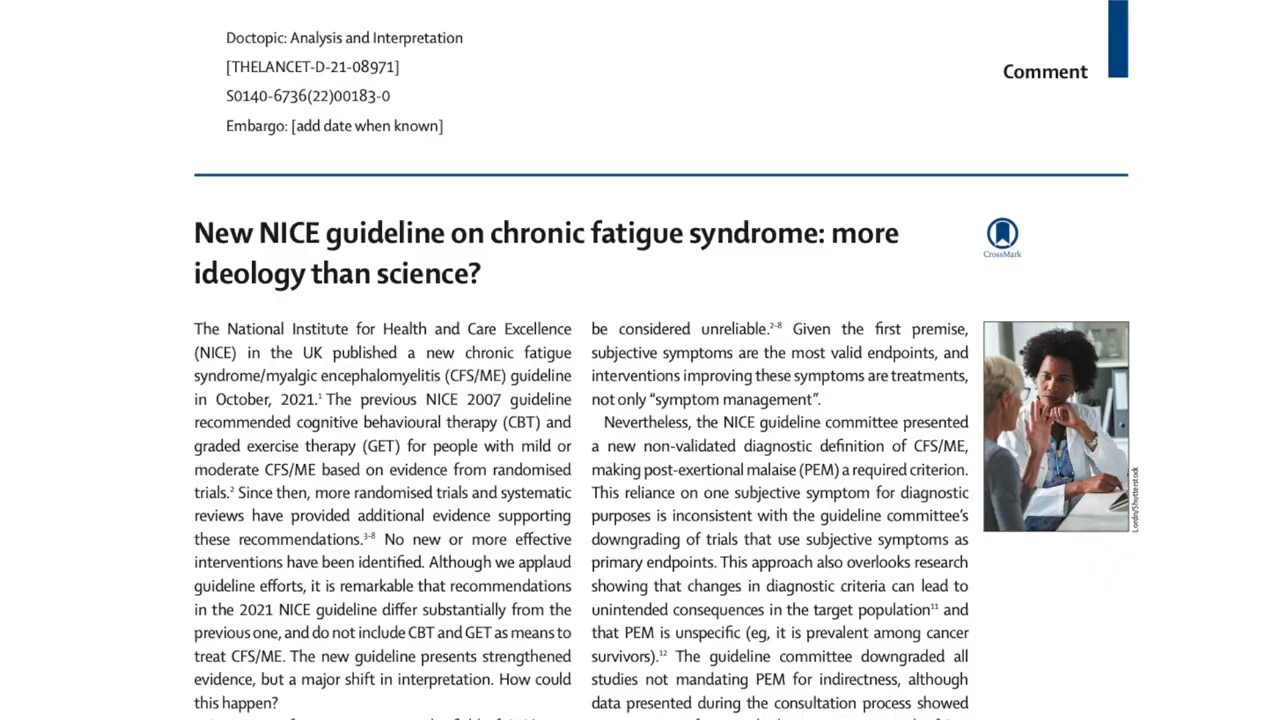 Doctopic: Analysis and Interpretation
[THELANCET-D-21-08971]
S0140-6736(22)00183-0
Embargo: [add date when known]
Comment
New NICE guideline on chronic fatigue syndrome: more
ideology than science?
CrossMark
The National Institute for Health and Care Excellence
(NICE) in the UK published a new chronic fatigue
syndrome/myalgic encephalomyelitis (CFS/ME) guideline
in October, 2021.¹ The previous NICE 2007 guideline
recommended cognitive behavioural therapy (CBT) and
graded exercise therapy (GET) for people with mild or
moderate CFS/ME based on evidence from randomised
trials.² Since then, more randomised trials and systematic
reviews have provided additional evidence supporting
these recommendations.³⁻⁸ No new or more effective
interventions have been identified. Although we applaud
guideline efforts, it is remarkable that recommendations
in the 2021 NICE guideline differ substantially from the
previous one, and do not include CBT and GET as means to
treat CFS/ME. The new guideline presents strengthened
evidence, but a major shift in interpretation. How could
this happen?
be considered unreliable.²⁻⁸ Given the first premise,
subjective symptoms are the most valid endpoints, and
interventions improving these symptoms are treatments,
not only “symptom management”.
Nevertheless, the NICE guideline committee presented
a new non-validated diagnostic definition of CFS/ME,
making post-exertional malaise (PEM) a required criterion.
This reliance on one subjective symptom for diagnostic
purposes is inconsistent with the guideline committee’s
downgrading of trials that use subjective symptoms as
primary endpoints. This approach also overlooks research
showing that changes in diagnostic criteria can lead to
unintended consequences in the target population¹¹ and
that PEM is unspecific (eg, it is prevalent among cancer
survivors).¹² The guideline committee downgraded all
studies not mandating PEM for indirectness, although
data presented during the consultation process showed
Lordn/Shutterstock